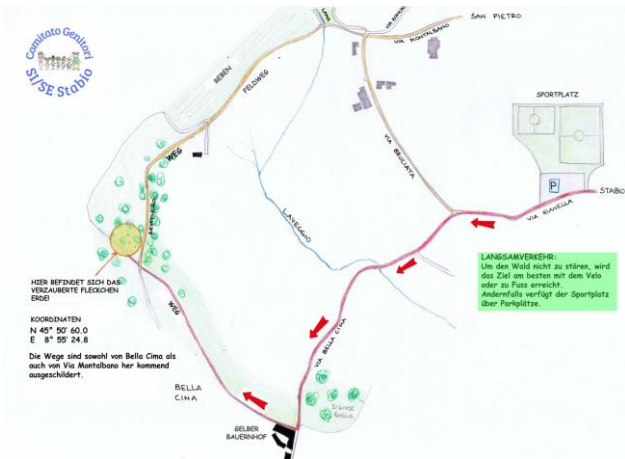 Comitato Genitori
SI/SE Stabio
LAMA
VIA MONTALBANO
SAN PIETRO
REBEN
FELDWEG
WEG
SENTIERO
VIA BRUCIATA
SPORTPLATZ
P
STABIO
VIA RIANELLA
LAVEGGIO
HIER BEFINDET SICH DAS
VERZAUBERTE FLECKCHEN
ERDE!
KOORDINATEN
N 45° 50' 60.0
E 8° 55' 24.8
Die Wege sind sowohl von Bella Cima als
auch von Via Montalbano her kommend
ausgeschildert.
WEG
LANGSAMVERKEHR:
Um den Wald nicht zu stören, wird
das Ziel am besten mit dem Velo
oder zu Fuss erreicht.
Andernfalls verfügt der Sportplatz
über Parkplätze.
VIA BELLA CIMA
BELLA
CIMA
GELBER
BAUERNHOF